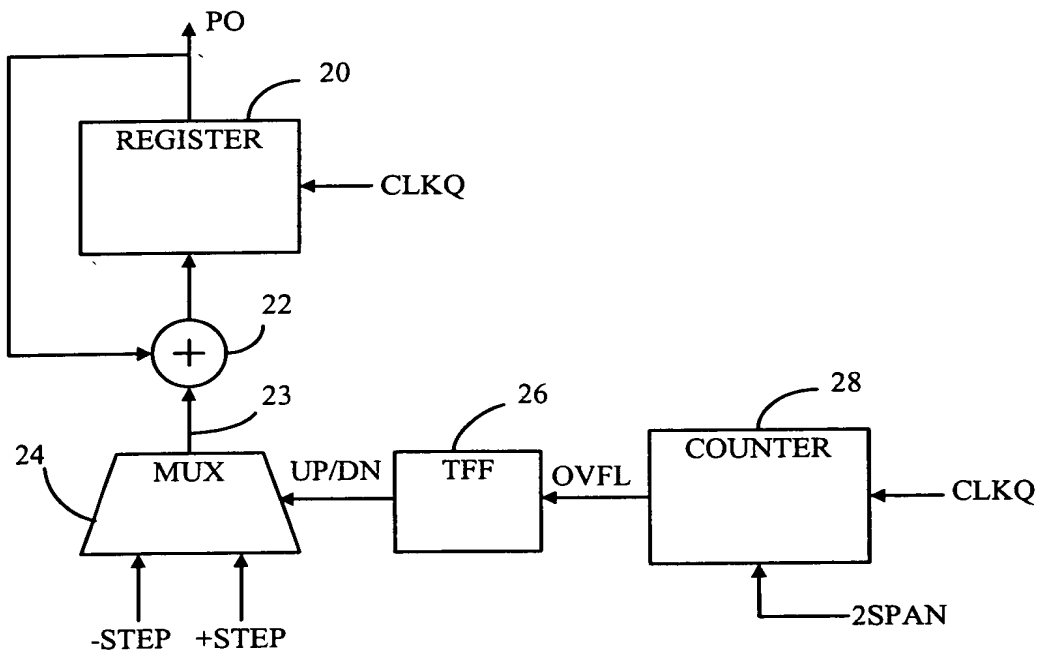 PO
20
REGISTER
CLKQ
22
+
23
24
MUX
UP/DN
26
TFF
OVFL
28
COUNTER
CLKQ
-STEP +STEP
2SPAN